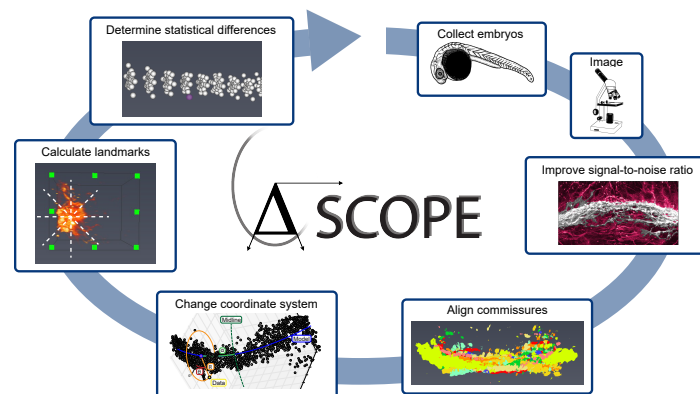 Determine statistical differences
Collect embryos
Image
Calculate landmarks
Improve signal-to-noise ratio
Δ SCOPE
Change coordinate system
Midline
Model
Data
Align commissures